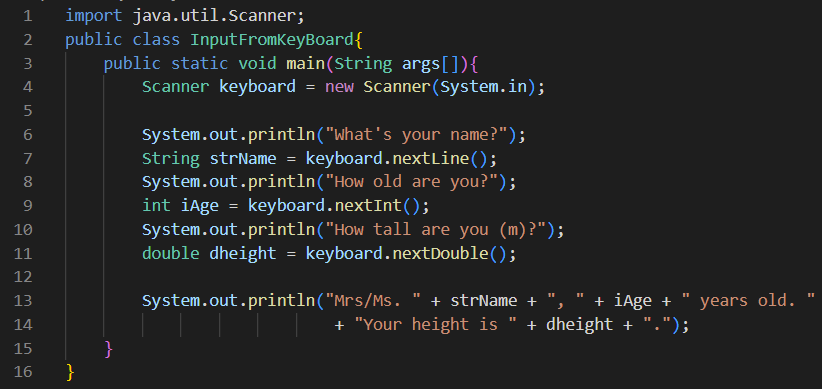 1 import java.util.Scanner;
2 public class InputFromKeyBoard{
3     public static void main(String args[]){
4         Scanner keyboard = new Scanner(System.in);
5
6         System.out.println("What's your name?");
7         String strName = keyboard.nextLine();
8         System.out.println("How old are you?");
9         int iAge = keyboard.nextInt();
10         System.out.println("How tall are you (m)?");
11         double dheight = keyboard.nextDouble();
12
13         System.out.println("Mrs/Ms. " + strName + ", " + iAge + " years old. "
14                             + "Your height is " + dheight + ".");
15     }
16 }